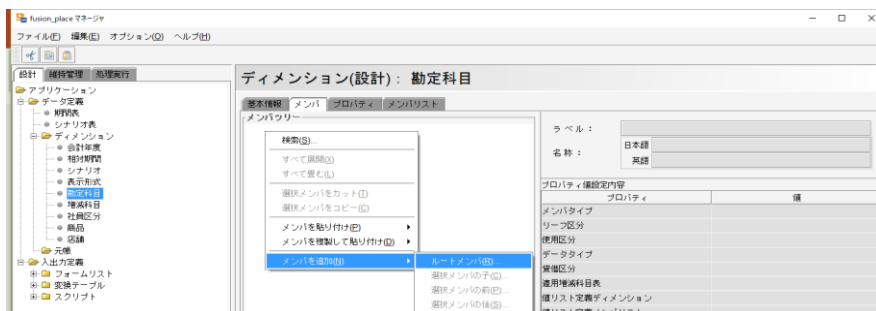 fusion_place マネージャ
ファイル(F) 編集(E) オプション(O) ヘルプ(H)
設計 維持管理 処理実行
アプリケーション
データ定義
期間表
シナリオ表
ディメンション
会計年度
相対期間
シナリオ
表示形式
勘定科目
増減科目
社員区分
商品
店舗
元帳
入出力定義
フォームリスト
変換テーブル
スクリプト
ディメンション(設計): 勘定科目
基本情報 メンバ プロパティ メンバリスト
メンバツリー
検索(S)...
すべて展開(X)
すべて畳む(L)
選択メンバをカット(T)
選択メンバをコピー(C)
メンバを貼り付け(P)
メンバを複製して貼り付け(D)
メンバを追加(N)
ルートメンバ(R)...
選択メンバの子(C)...
選択メンバの前(P)...
選択メンバの後(S)...
ラベル:
名称: 日本語
英語
プロパティ値設定内容
プロパティ 値
メンバタイプ
リーフ区分
使用区分
データタイプ
貸借区分
適用増減科目表
値リスト定義ディメンション